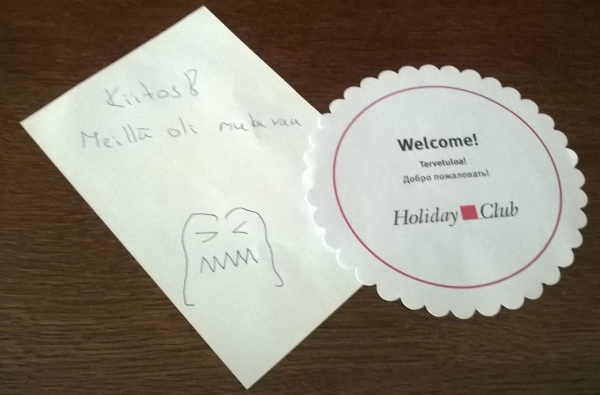 Kiitos!
Meillä oli mukavaa
Welcome!
Tervetuloa!
Добро пожаловать!
Holiday Club